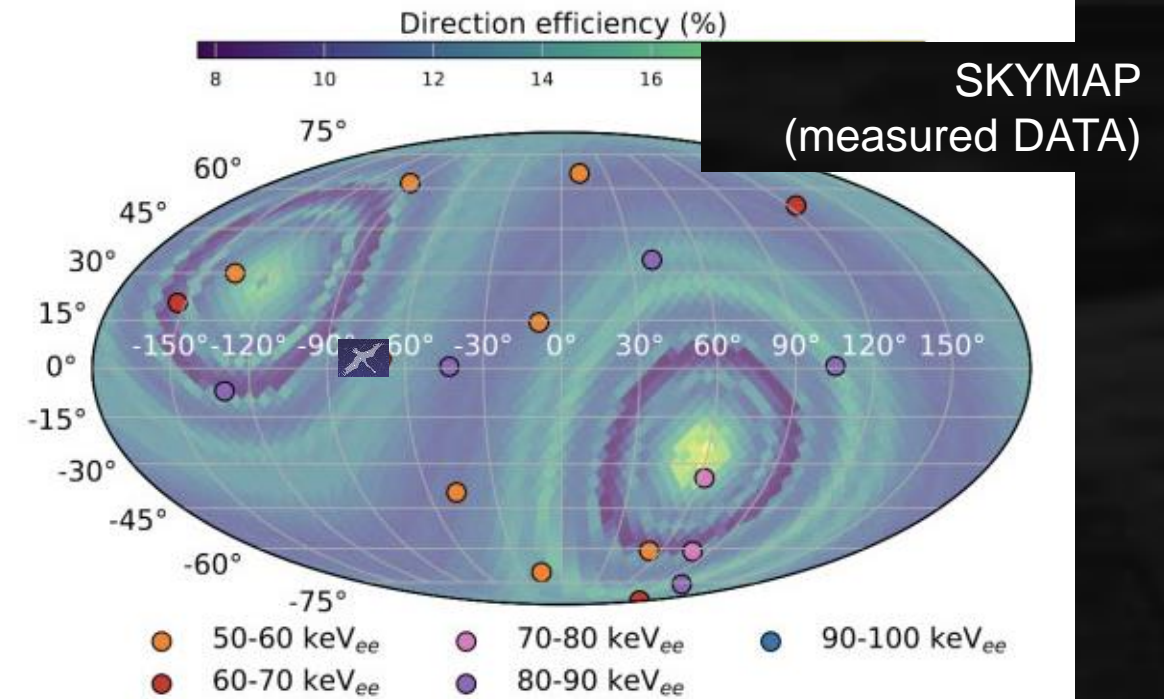 Direction efficiency (%)
8 10 12 14 16
SKYMAP
(measured DATA)
75°
60°
45°
30°
15°
0°
-15°
-30°
-45°
-60°
-75°
-150° -120° -90 60° -30° 0° 30° 60° 90° 120° 150°
50-60 keVee 70-80 keVee 90-100 keVee
60-70 keVee 80-90 keVee